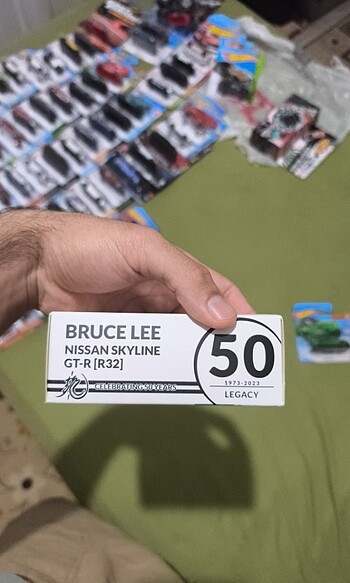 BRUCE LEE
NISSAN SKYLINE
GT-R [R32]
CELEBRATING 50 YEARS
50
1973-2023
LEGACY